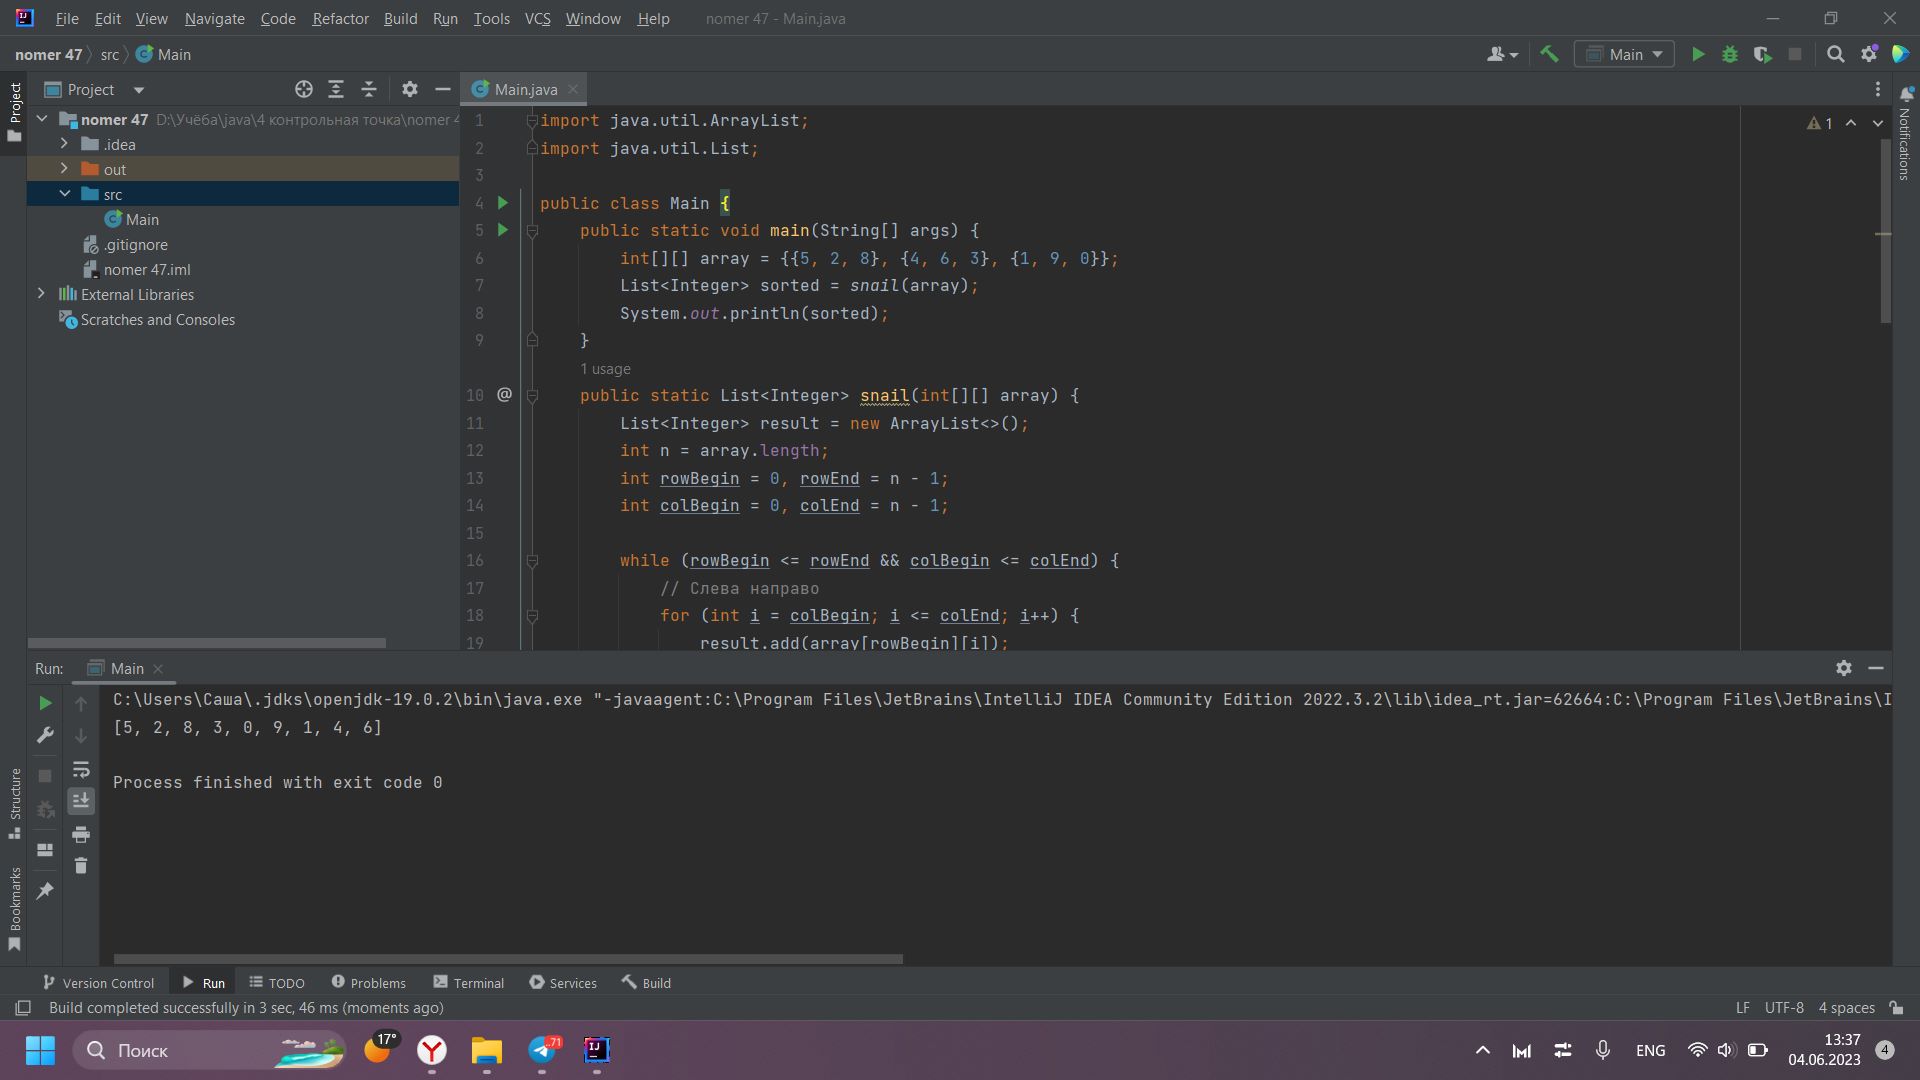 File Edit View Navigate Code Refactor Build Run Tools VCS Window Help nomer 47 - Main.java
nomer 47 src Main
Main
Project
Project
Main.java
Notifications
nomer 47 D:\Учёба\java\4 контрольная точка\nomer 4
.idea
out
src
Main
.gitignore
nomer 47.iml
External Libraries
Scratches and Consoles
1
1 import java.util.ArrayList;
2 import java.util.List;
3
4 public class Main {
5 public static void main(String[] args) {
6 int[][] array = {{5, 2, 8}, {4, 6, 3}, {1, 9, 0}};
7 List<Integer> sorted = snail(array);
8 System.out.println(sorted);
9 }
1 usage
10 @ public static List<Integer> snail(int[][] array) {
11 List<Integer> result = new ArrayList<>();
12 int n = array.length;
13 int rowBegin = 0, rowEnd = n - 1;
14 int colBegin = 0, colEnd = n - 1;
15
16 while (rowBegin <= rowEnd && colBegin <= colEnd) {
17 // Слева направо
18 for (int i = colBegin; i <= colEnd; i++) {
19 result.add(array[rowBegin][i]);
Run: Main
C:\Users\Саша\.jdks\openjdk-19.0.2\bin\java.exe "-javaagent:C:\Program Files\JetBrains\IntelliJ IDEA Community Edition 2022.3.2\lib\idea_rt.jar=62664:C:\Program Files\JetBrains\I
[5, 2, 8, 3, 0, 9, 1, 4, 6]
Process finished with exit code 0
Structure
Bookmarks
Version Control Run TODO Problems Terminal Services Build
Build completed successfully in 3 sec, 46 ms (moments ago)
LF UTF-8 4 spaces
Поиск
17°
..71
IJ
ENG
13:37
04.06.2023
4